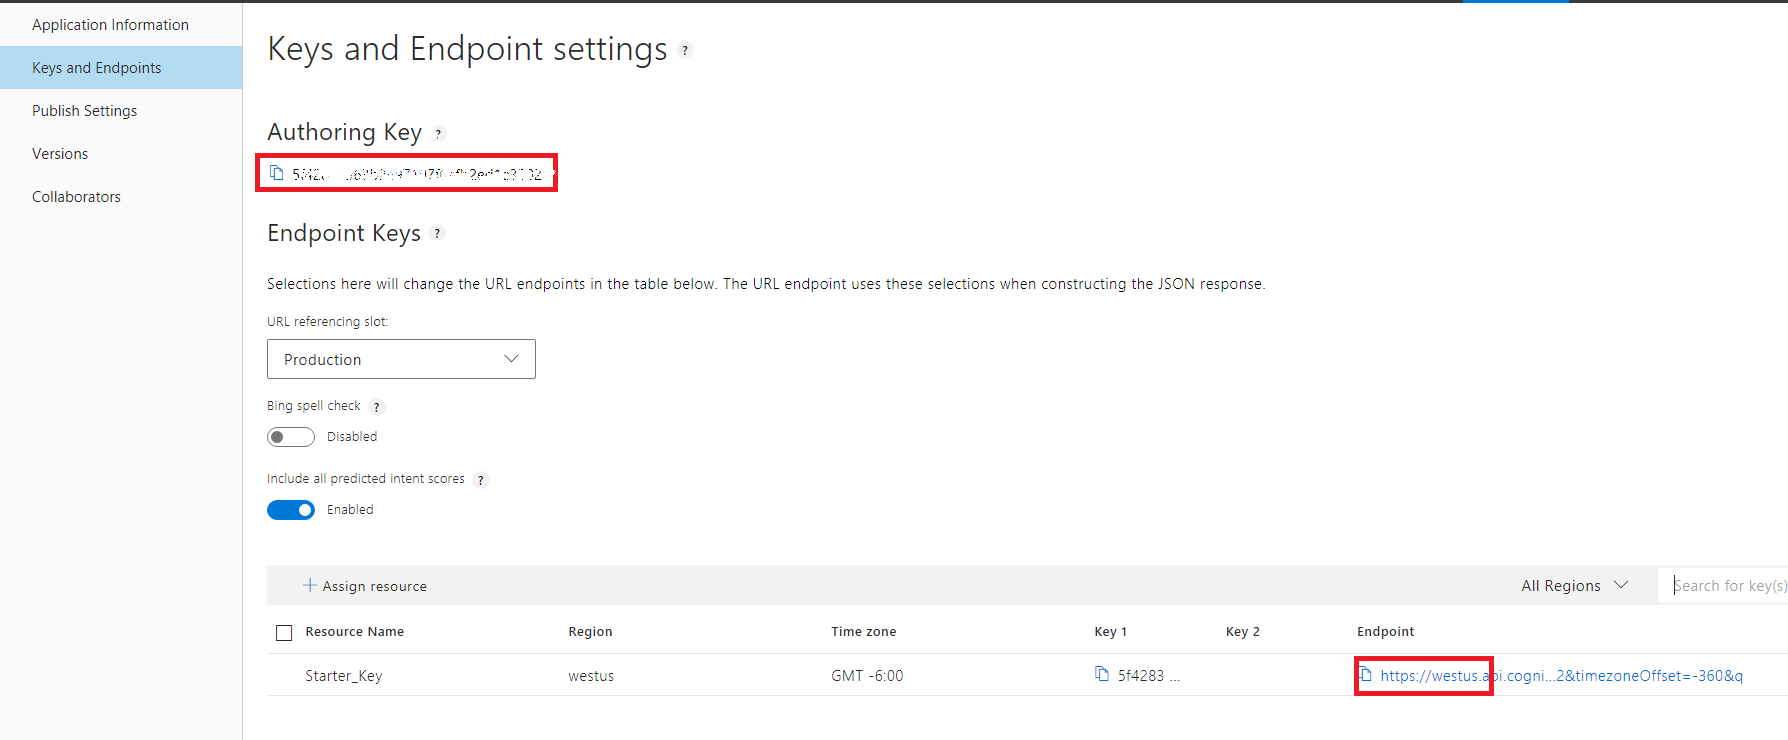 Application Information
Keys and Endpoints
Publish Settings
Versions
Collaborators
Keys and Endpoint settings ?
Authoring Key ?
Endpoint Keys ?
Selections here will change the URL endpoints in the table below. The URL endpoint uses these selections when constructing the JSON response.
URL referencing slot:
Production
Bing spell check ?
Disabled
Include all predicted intent scores ?
Enabled
+ Assign resource All Regions Search for key(s)
Resource Name Region Time zone Key 1 Key 2 Endpoint
Starter_Key westus GMT -6:00 5f4283 ... https://westus.api.cogni...2&timezoneOffset=-360&q